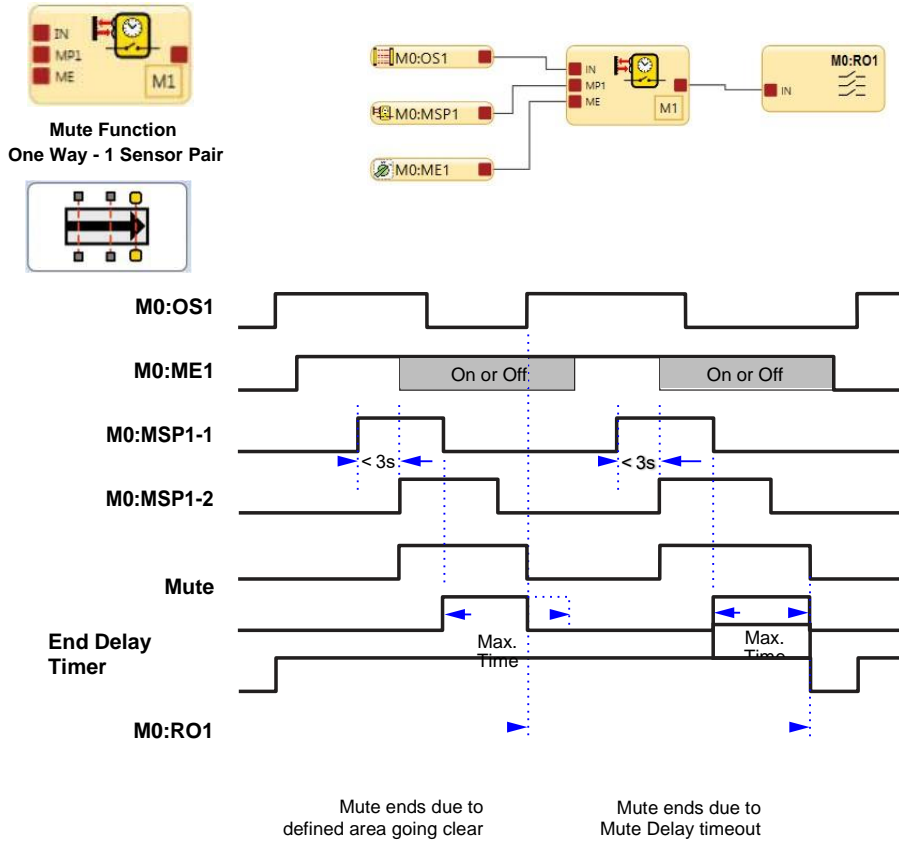 IN
MP1
ME
M1
Mute Function
One Way - 1 Sensor Pair
M0:OS1
M0:MSP1
M0:ME1
IN
MP1
ME
M1
M0:RO1
IN
M0:OS1
M0:ME1
On or Off
On or Off
M0:MSP1-1
< 3s
< 3s
M0:MSP1-2
Mute
End Delay
Timer
Max.
Time
Max.
Time
M0:RO1
Mute ends due to
defined area going clear
Mute ends due to
Mute Delay timeout